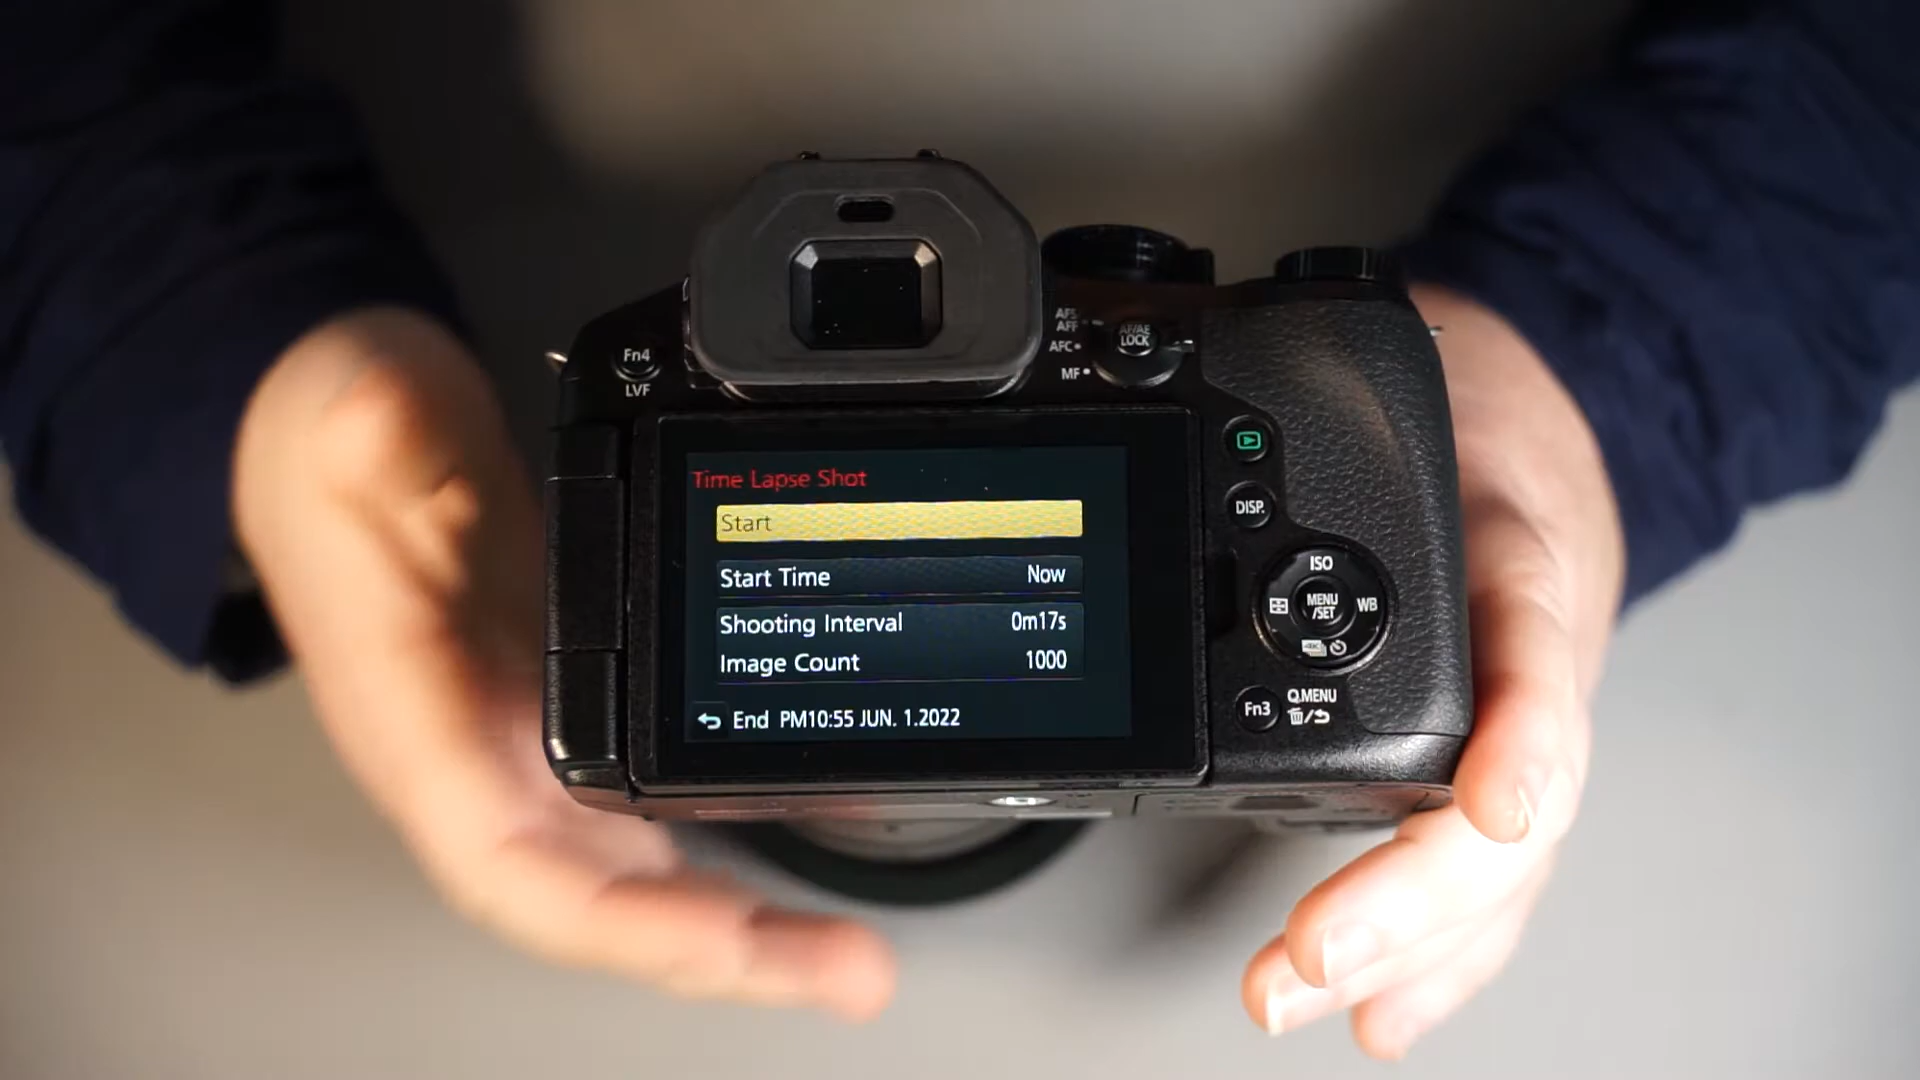 Fn4
LVF
AFS
AFF
AFC
MF
AF/AE
LOCK
Time Lapse Shot
Start
Start Time Now
Shooting Interval 0m17s
Image Count 1000
End PM10:55 JUN. 1.2022
DISP.
ISO
MENU
/SET
WB
4K
Fn3
Q.MENU